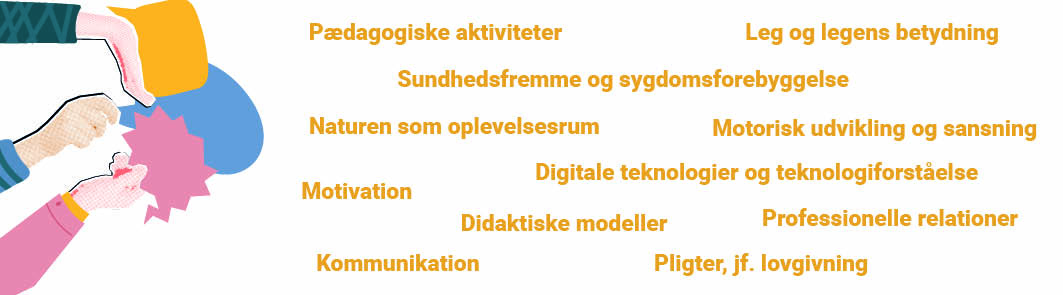 Pædagogiske aktiviteter
Leg og legens betydning
Sundhedsfremme og sygdomsforebyggelse
Naturen som oplevelsesrum
Motorisk udvikling og sansning
Digitale teknologier og teknologiforståelse
Motivation
Didaktiske modeller
Professionelle relationer
Kommunikation
Pligter, jf. lovgivning